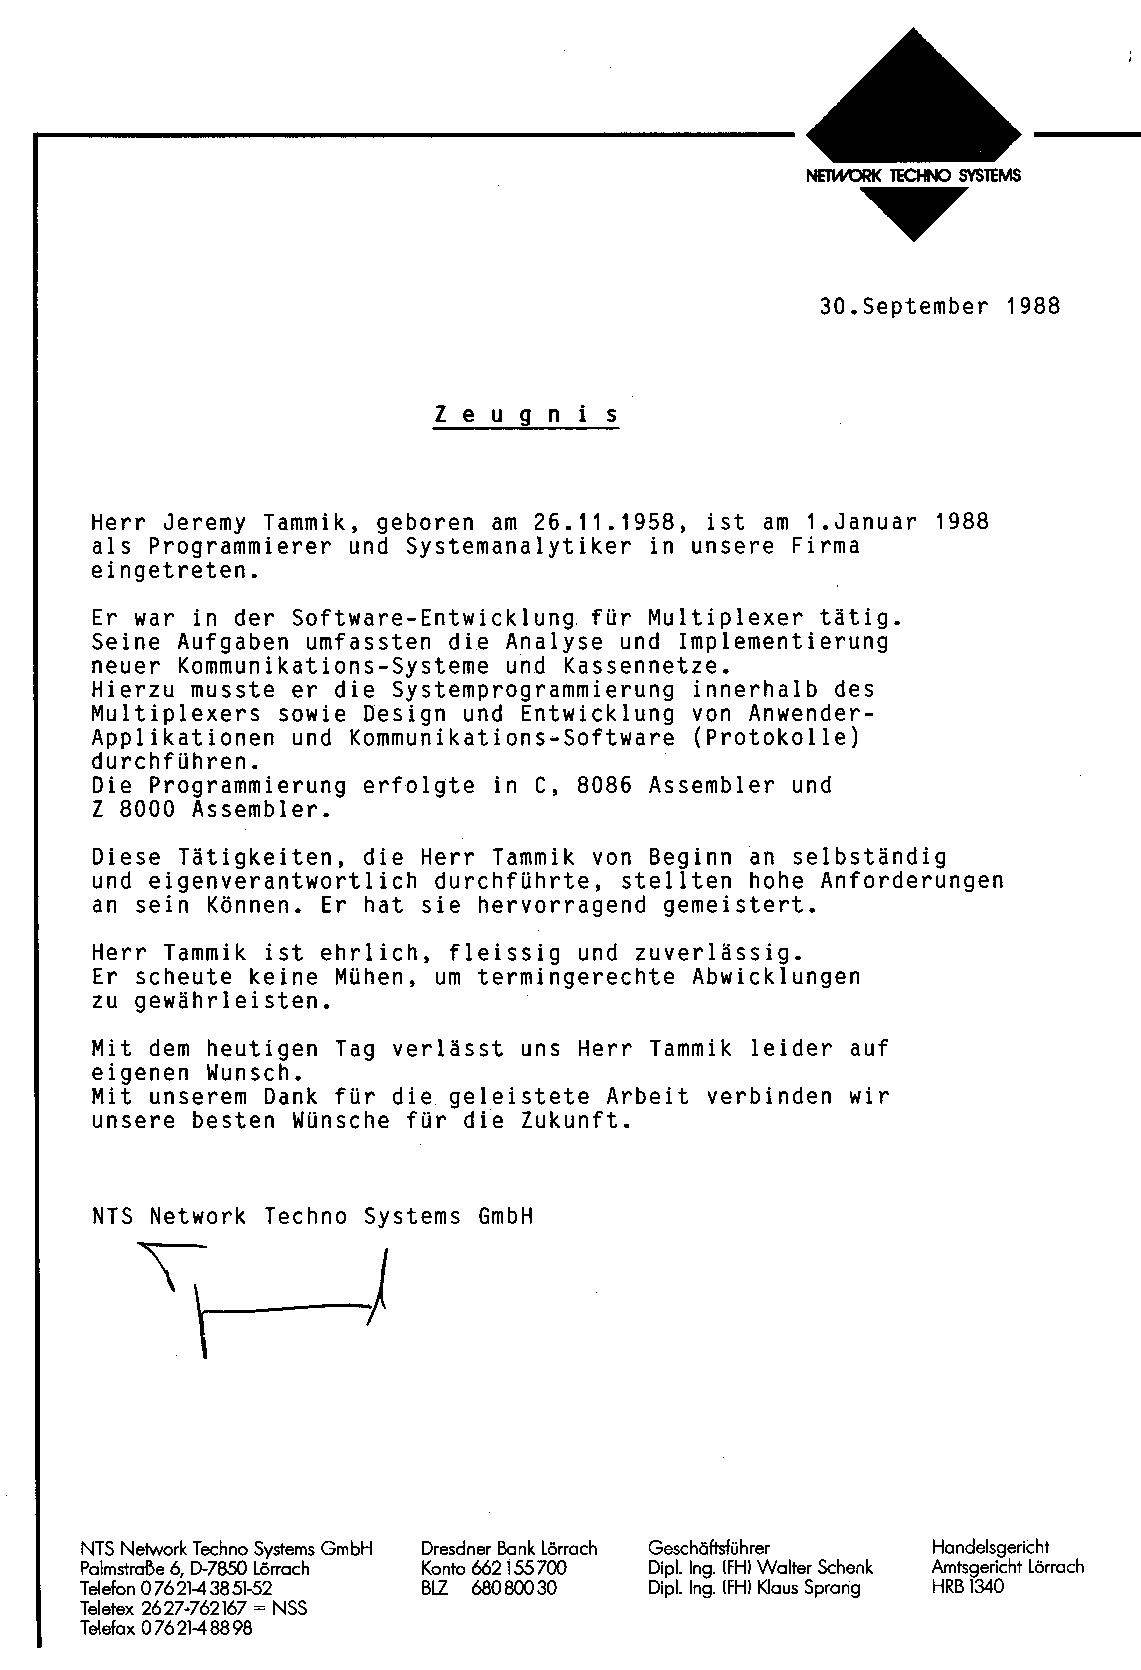 NETWORK TECHNO SYSTEMS
30.September 1988
Zeugnis
Herr Jeremy Tammik, geboren am 26.11.1958, ist am 1.Januar 1988
als Programmierer und Systemanalytiker in unsere Firma
eingetreten.
Er war in der Software-Entwicklung für Multiplexer tätig.
Seine Aufgaben umfassten die Analyse und Implementierung
neuer Kommunikations-Systeme und Kassennetze.
Hierzu musste er die Systemprogrammierung innerhalb des
Multiplexers sowie Design und Entwicklung von Anwender-
Applikationen und Kommunikations-Software (Protokolle)
durchführen.
Die Programmierung erfolgte in C, 8086 Assembler und
Z 8000 Assembler.
Diese Tätigkeiten, die Herr Tammik von Beginn an selbständig
und eigenverantwortlich durchführte, stellten hohe Anforderungen
an sein Können. Er hat sie hervorragend gemeistert.
Herr Tammik ist ehrlich, fleissig und zuverlässig.
Er scheute keine Mühen, um termingerechte Abwicklungen
zu gewährleisten.
Mit dem heutigen Tag verlässt uns Herr Tammik leider auf
eigenen Wunsch.
Mit unserem Dank für die geleistete Arbeit verbinden wir
unsere besten Wünsche für die Zukunft.
NTS Network Techno Systems GmbH
NTS Network Techno Systems GmbH
Palmstraße 6, D-7850 Lörrach
Telefon 07621-43851-52
Teletex 2627-762167 = NSS
Telefax 07621-48898
Dresdner Bank Lörrach
Konto 662155700
BLZ 68080030
Geschäftsführer
Dipl. Ing. (FH) Walter Schenk
Dipl. Ing. (FH) Klaus Sprang
Handelsgericht
Amtsgericht Lörrach
HRB 1340